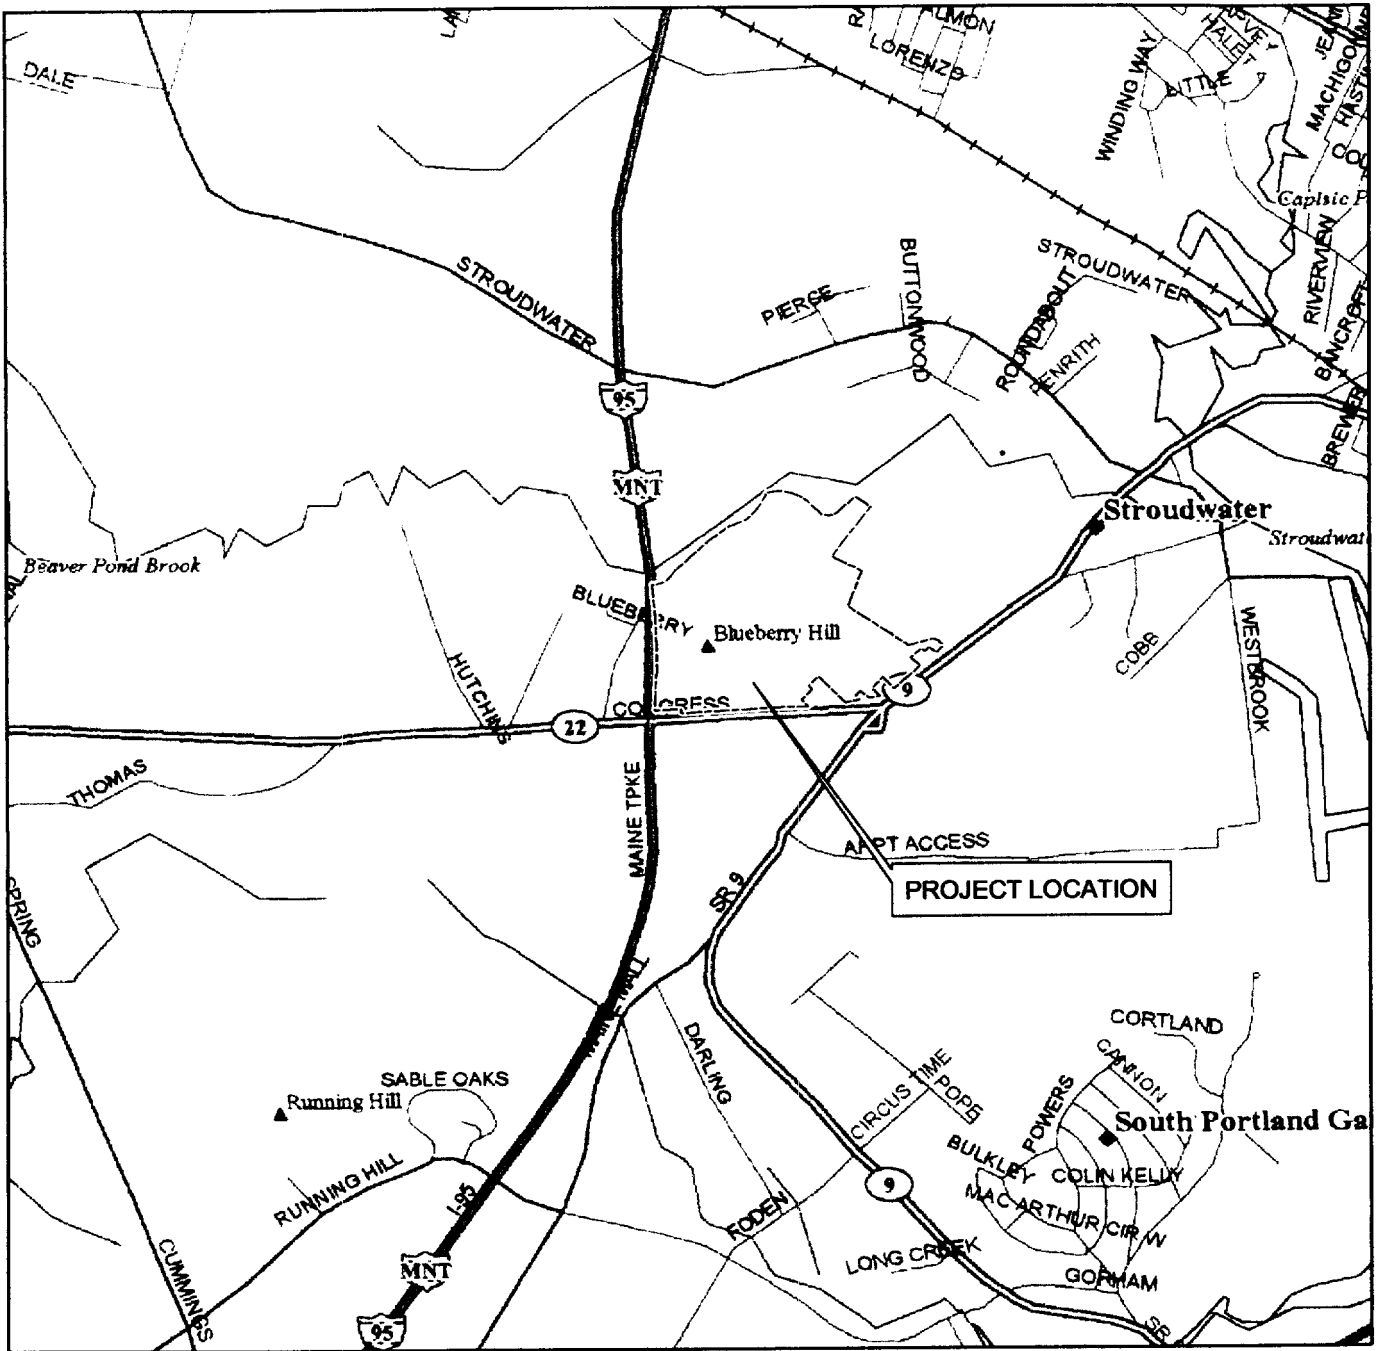 LORENZO
DALE
HALEY
LITTLE
WINDING WAY
MACHIGONNE
RIVERVIEW
STROUDWATER
STROUDWATER
BUTTONWOOD
PIERCE
ROUNDABOUT
PENRITH
BANCROFT
BREWER
95
MNT
Stroudwater
Beaver Pond Brook
BLUEBERRY
Blueberry Hill
HUTCHINS
COBB
WESTBROOK
9
CONGRESS
22
THOMAS
MAINE TPKE
ARPT ACCESS
PROJECT LOCATION
SR 9
SPRING
MAINE MALL
DARLING
CORTLAND
CANNON
SABLE OAKS
Running Hill
CIRCUS TIME
POPE
POWERS
South Portland Ga
BULKLEY
COLIN KELLY
MAC ARTHUR CIR W
RUNNING HILL
I-95
9
FODEN
LONG CREEK
GORHAM
CUMMINGS
MNT
95
SR